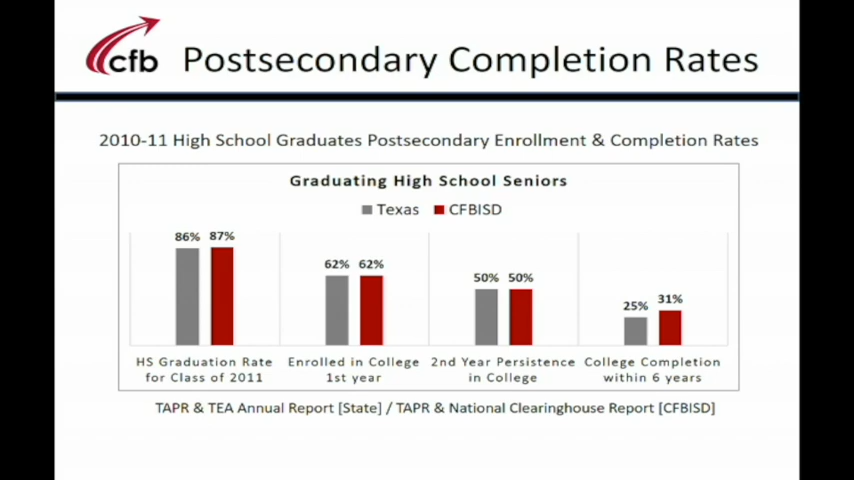 cfb
Postsecondary Completion Rates
2010-11 High School Graduates Postsecondary Enrollment & Completion Rates
Graduating High School Seniors
Texas CFBISD
86% 87%
62% 62%
50% 50%
25% 31%
HS Graduation Rate
for Class of 2011
Enrolled in College
1st year
2nd Year Persistence
in College
College Completion
within 6 years
TAPR & TEA Annual Report [State] / TAPR & National Clearinghouse Report [CFBISD]